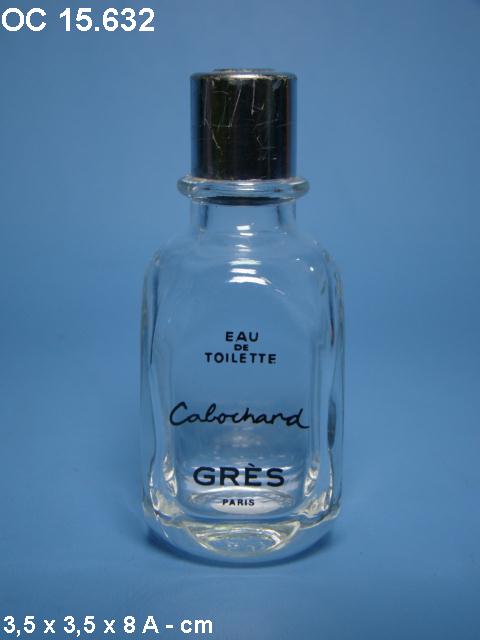 OC 15.632
EAU
DE
TOILETTE
Cabochard
GRÈS
PARIS
3,5 x 3,5 x 8 A - cm